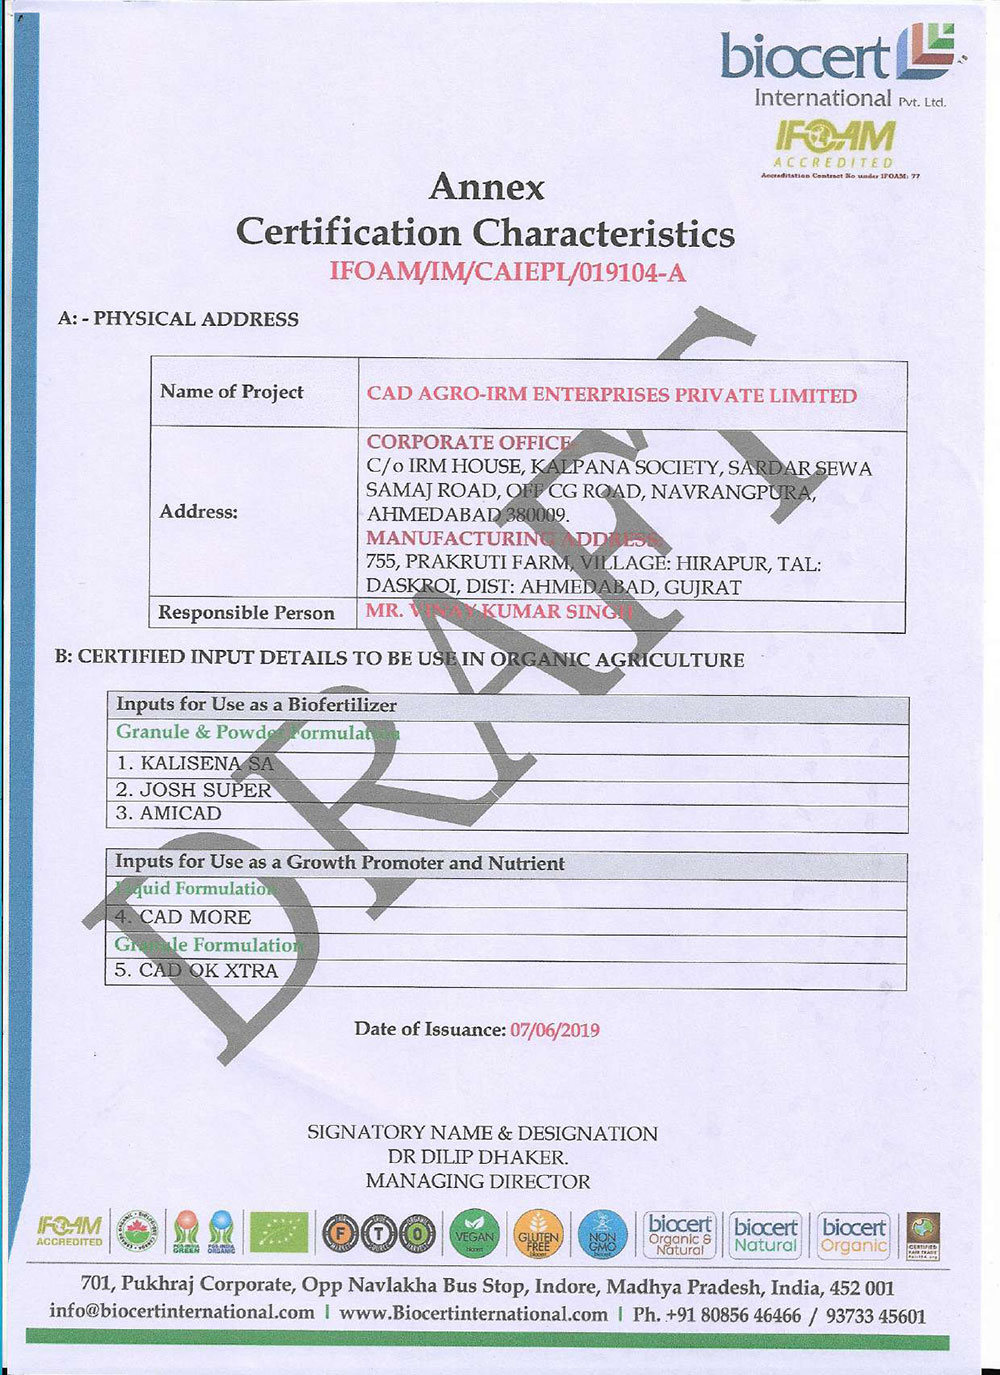 biocert
International Pvt. Ltd.
IFOAM
ACCREDITED
Accreditation Contract No under IFOAM: 77
Annex
Certification Characteristics
IFOAM/IM/CAIEPL/019104-A
A: - PHYSICAL ADDRESS
Name of Project
CAD AGRO-IRM ENTERPRISES PRIVATE LIMITED
Address:
CORPORATE OFFICE
C/o IRM HOUSE, KALPANA SOCIETY, SARDAR SEWA
SAMAJ ROAD, OFF CG ROAD, NAVRANGPURA,
AHMEDABAD 380009.
MANUFACTURING ADDRESS:
755, PRAKRUTI FARM, VILLAGE: HIRAPUR, TAL:
DASKROI, DIST: AHMEDABAD, GUJRAT
Responsible Person
MR. VINAY KUMAR SINGH
B: CERTIFIED INPUT DETAILS TO BE USE IN ORGANIC AGRICULTURE
Inputs for Use as a Biofertilizer
Granule & Powder Formulation
1. KALISENA SA
2. JOSH SUPER
3. AMICAD
Inputs for Use as a Growth Promoter and Nutrient
Liquid Formulation
4. CAD MORE
Granule Formulation
5. CAD OK XTRA
DRAFT
Date of Issuance: 07/06/2019
SIGNATORY NAME & DESIGNATION
DR DILIP DHAKER.
MANAGING DIRECTOR
IFOAM
ACCREDITED
F T O
VEGAN
biocert
GLUTEN
FREE
biocert
NON
GMO
biocert
biocert
Organic &
Natural
biocert
Natural
biocert
Organic
CERTIFIED
FAIR TRADE
701, Pukhraj Corporate, Opp Navlakha Bus Stop, Indore, Madhya Pradesh, India, 452 001
info@biocertinternational.com | www.Biocertinternational.com | Ph. +91 80856 46466 / 93733 45601